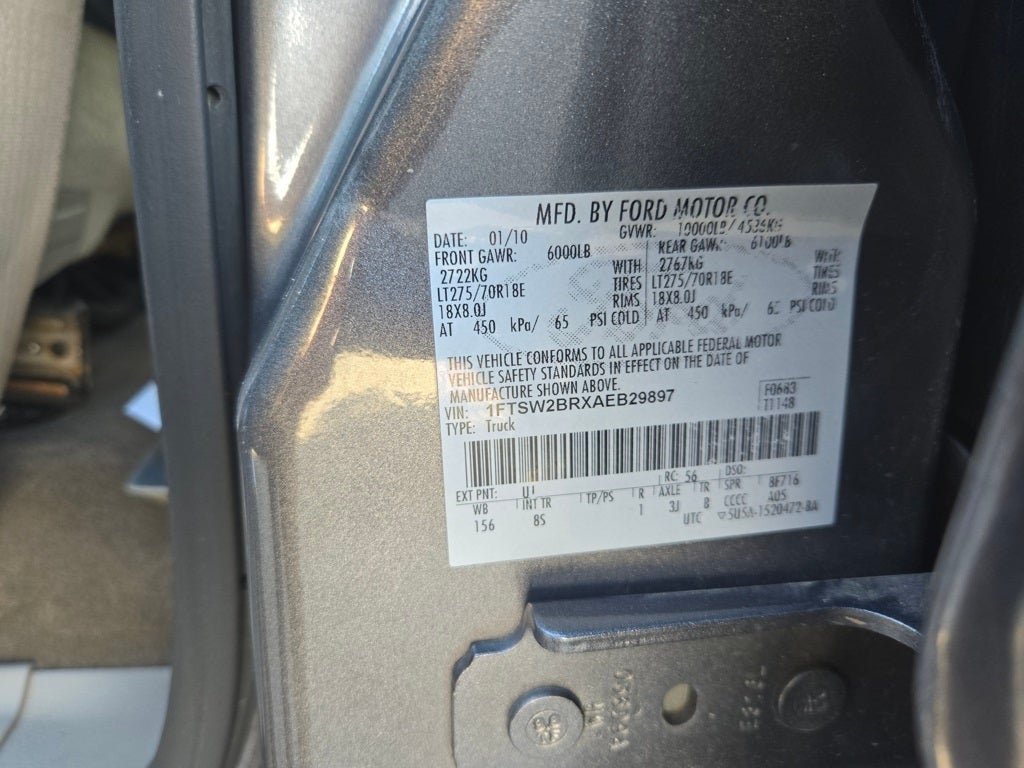 MFD. BY FORD MOTOR CO.
DATE: 01/10 GVWR: 10000LB/ 4536KG
FRONT GAWR: 6000LB REAR GAWR: 6100LB
2722KG WITH 2767KG WITH
LT275/70R18E TIRES LT275/70R18E TIRES
18X8.0J RIMS 18X8.0J RIMS
AT 450 kPa/ 65 PSI COLD AT 450 kPa/ 65 PSI COLD
THIS VEHICLE CONFORMS TO ALL APPLICABLE FEDERAL MOTOR
VEHICLE SAFETY STANDARDS IN EFFECT ON THE DATE OF
MANUFACTURE SHOWN ABOVE.
VIN: 1FTSW2BRXAEB29897 F0683
TYPE: Truck T1148
EXT PNT: UI RC: 56 DSO:
WB INT TR TP/PS R AXLE TR SPR 8F716
156 8S 1 3J B CCCC A05
UTC ▽5U5A-1520472-BA